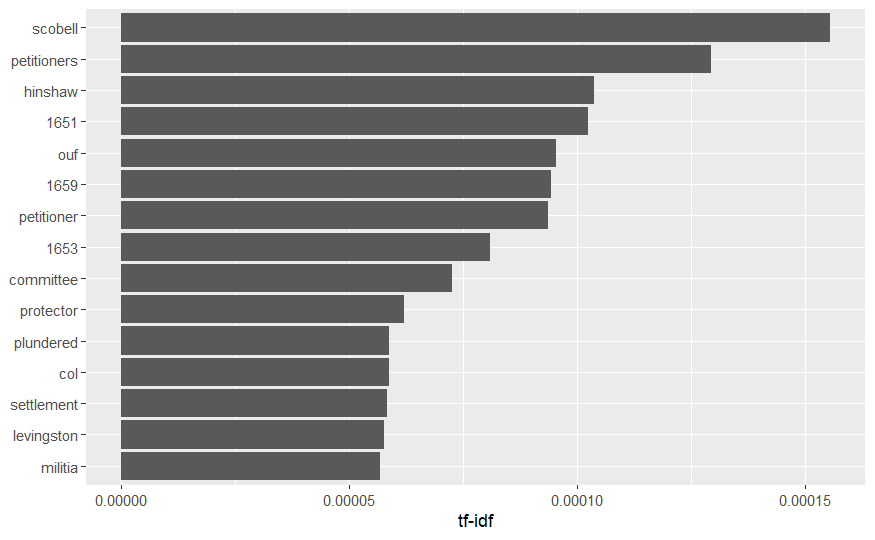 scobell
petitioners
hinshaw
1651
ouf
1659
petitioner
1653
committee
protector
plundered
col
settlement
levingston
militia
0.00000 0.00005 0.00010 0.00015
tf-idf